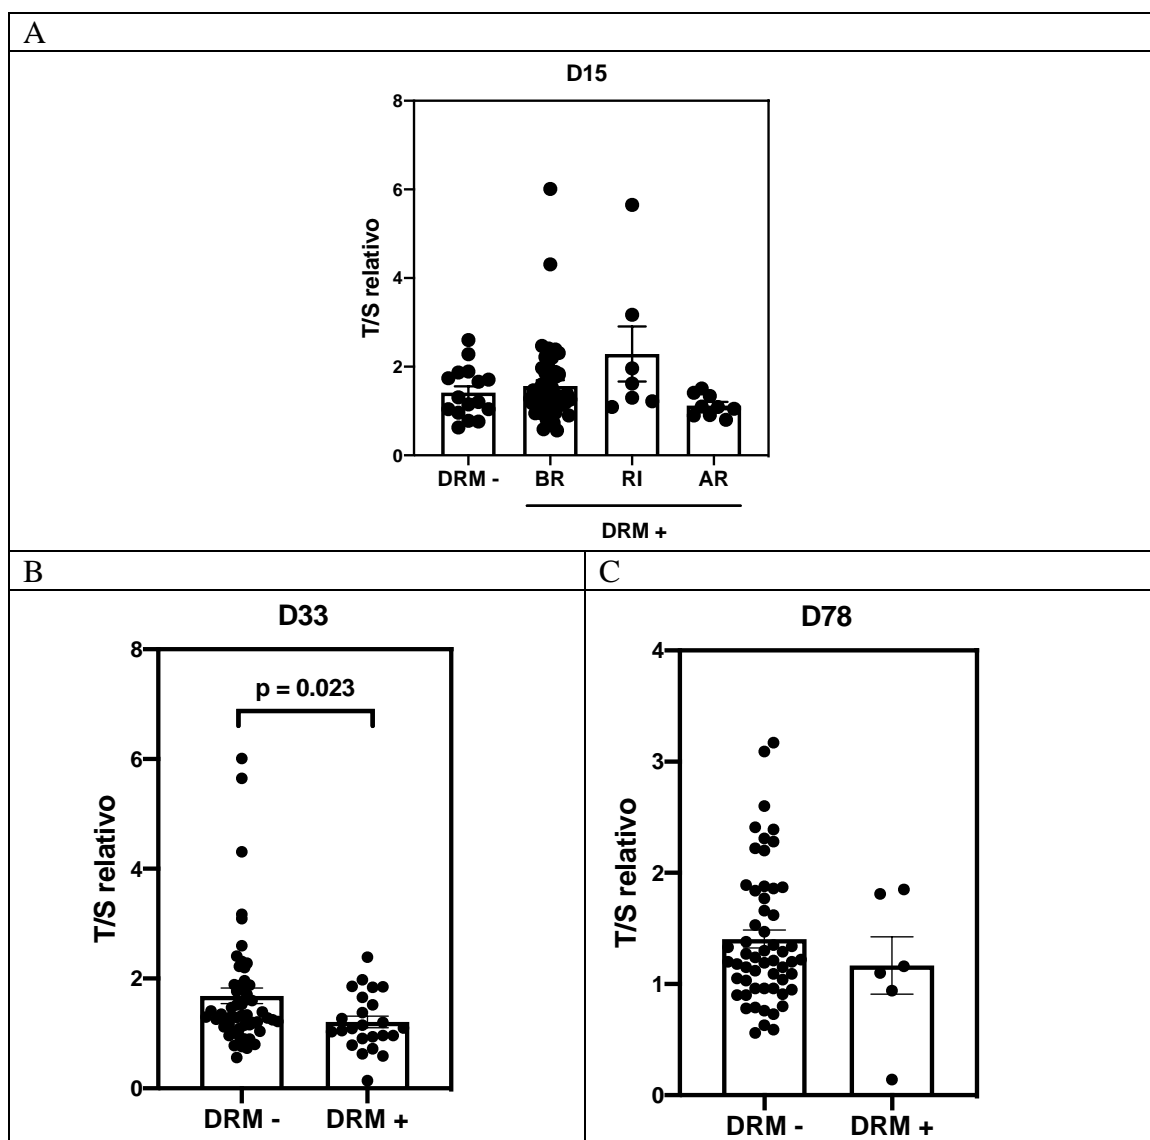 A
D15
8
6
4
2
0
T/S relativo
DRM - BR RI AR
DRM +
B
C
D33
p = 0.023
8
6
4
2
0
T/S relativo
DRM - DRM +
D78
4
3
2
1
0
T/S relativo
DRM - DRM +